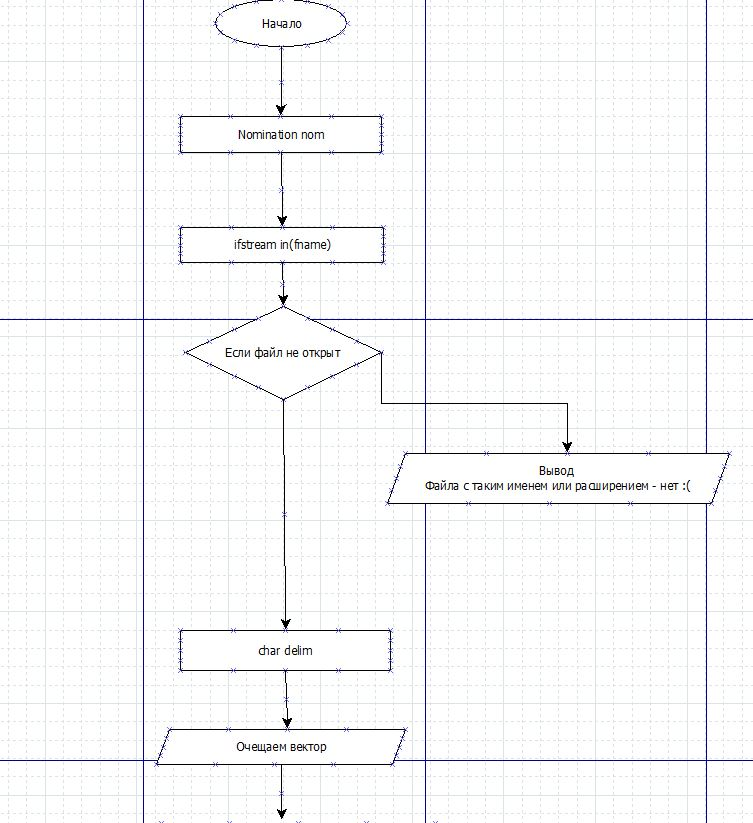 Начало
Nomination nom
ifstream in(fname)
Если файл не открыт
Вывод
Файла с таким именем или расширением - нет :(
char delim
Очещаем вектор